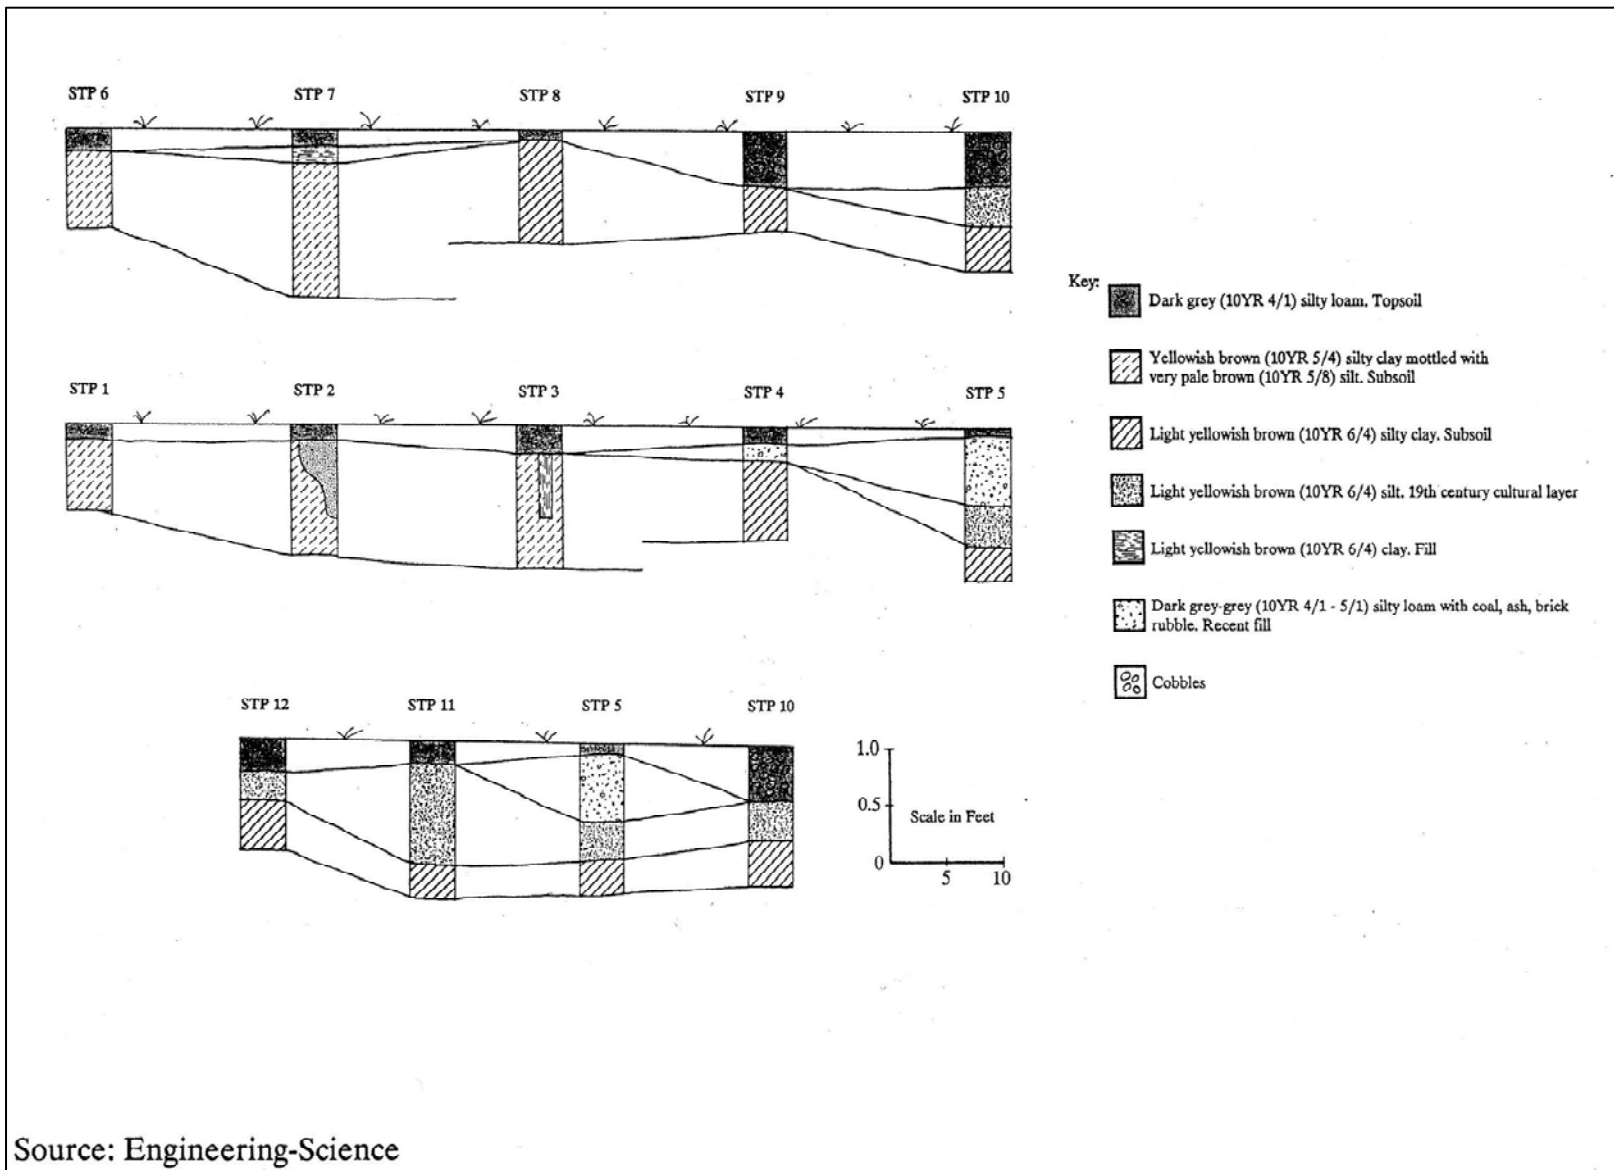 STP 6 STP 7 STP 8 STP 9 STP 10
Key:
Dark grey (10YR 4/1) silty loam. Topsoil
Yellowish brown (10YR 5/4) silty clay mottled with
very pale brown (10YR 5/8) silt. Subsoil
STP 1 STP 2 STP 3 STP 4 STP 5
Light yellowish brown (10YR 6/4) silty clay. Subsoil
Light yellowish brown (10YR 6/4) silt. 19th century cultural layer
Light yellowish brown (10YR 6/4) clay. Fill
Dark grey-grey (10YR 4/1 - 5/1) silty loam with coal, ash, brick
rubble. Recent fill
Cobbles
STP 12 STP 11 STP 5 STP 10
1.0
0.5
Scale in Feet
0
5 10
Source: Engineering-Science